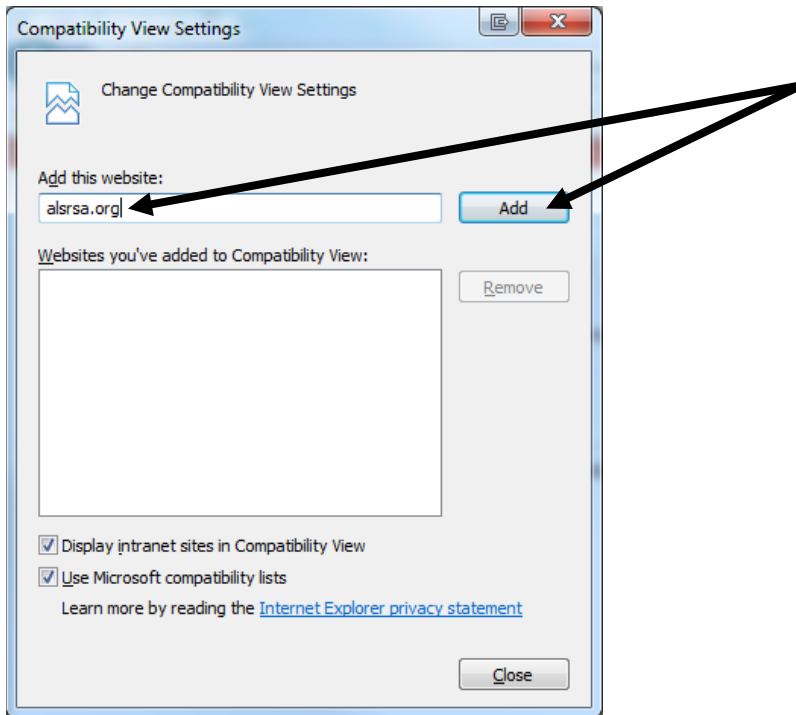 Compatibility View Settings
Change Compatibility View Settings
Add this website:
alsrsa.org
Add
Websites you've added to Compatibility View:
Remove
Display intranet sites in Compatibility View
Use Microsoft compatibility lists
Learn more by reading the Internet Explorer privacy statement
Close